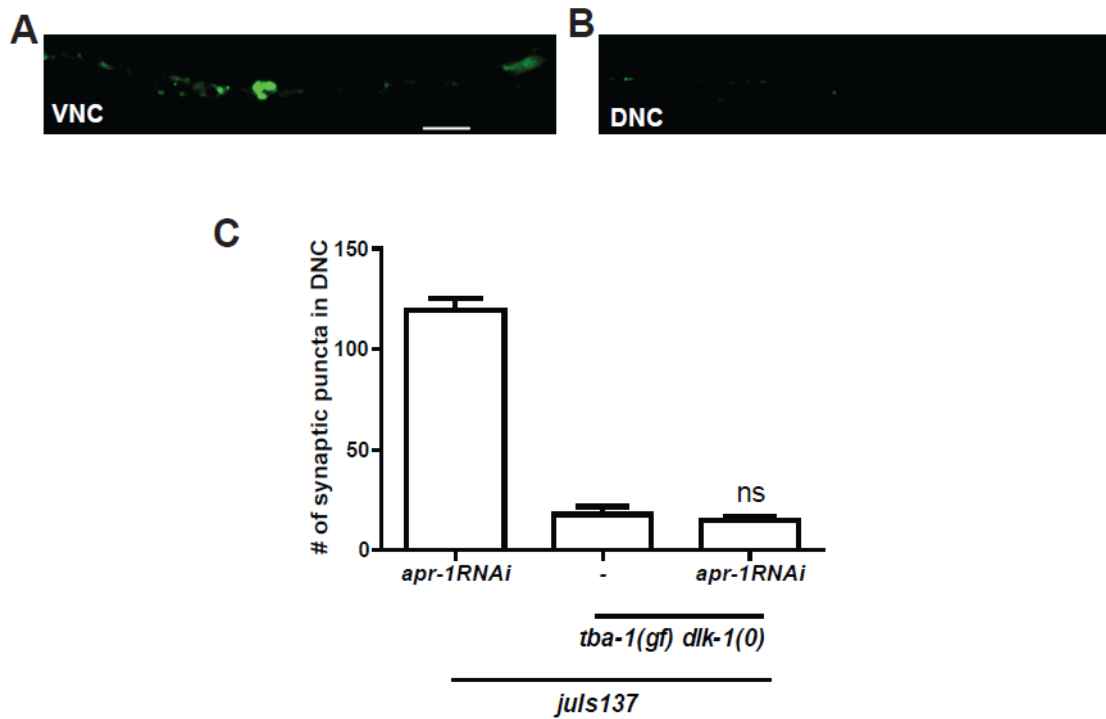 A
B
VNC
DNC
C
# of synaptic puncta in DNC
150
100
50
0
ns
apr-1RNAi
-
apr-1RNAi
tba-1(gf) dlk-1(0)
juIs137